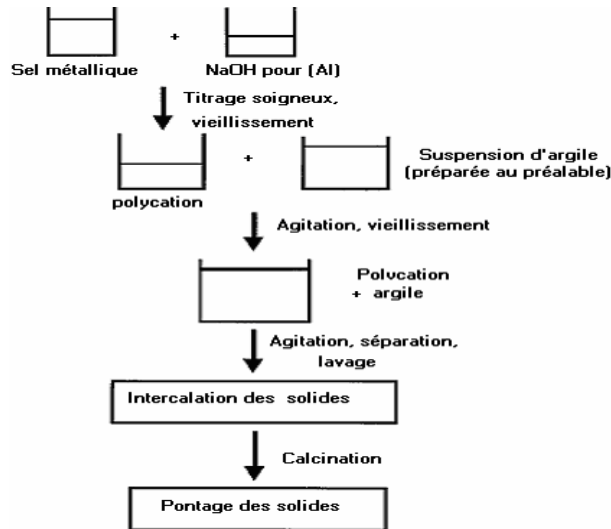 +
Sel métallique
NaOH pour (Al)
Titrage soigneux,
vieillissement
+
Suspension d'argile
(préparée au préalable)
polycation
Agitation, vieillissement
Polycation
+ argile
Agitation, séparation,
lavage
Intercalation des solides
Calcination
Pontage des solides